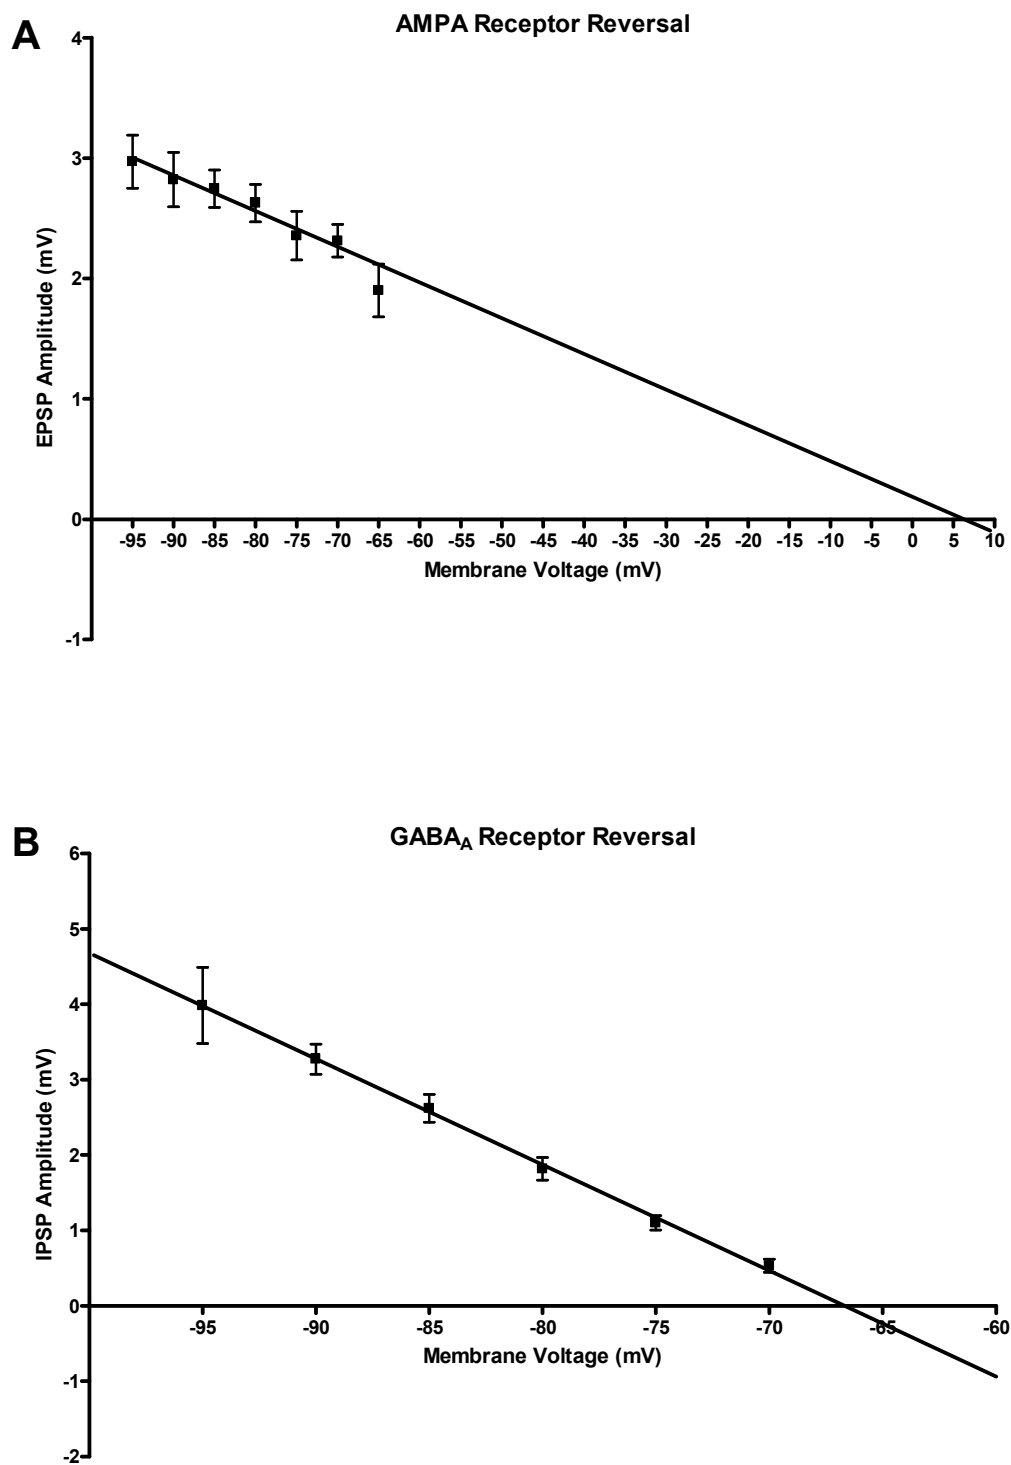 A
AMPA Receptor Reversal
4
3
2
1
0
-1
EPSP Amplitude (mV)
-95 -90 -85 -80 -75 -70 -65 -60 -55 -50 -45 -40 -35 -30 -25 -20 -15 -10 -5 0 5 10
Membrane Voltage (mV)
B
GABAA Receptor Reversal
6
5
4
3
2
1
0
-1
-2
IPSP Amplitude (mV)
-95 -90 -85 -80 -75 -70 -65 -60
Membrane Voltage (mV)